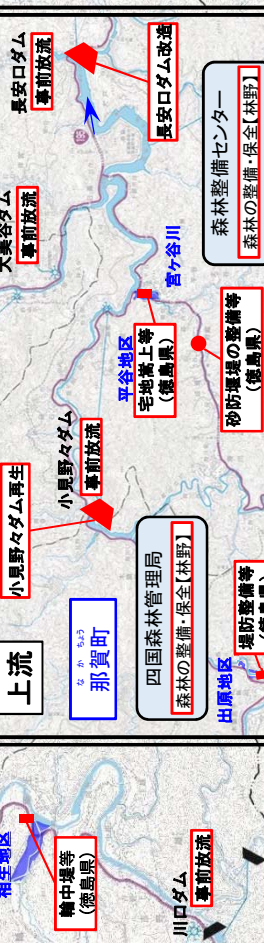 長安口ダム
事前放流
長安口ダム改造
大美谷ダム
事前放流
森林整備センター
森林の整備・保全【林野】
宮ヶ谷川
平谷地区
宅地嵩上等
(徳島県)
砂防堰堤の整備等
(徳島県)
小見野々ダム
事前放流
小見野々ダム再生
四国森林管理局
森林の整備・保全【林野】
なか ちょう
那賀町
上流
出原地区
堤防整備等
(徳島県)
相生地区
輪中堤等
(徳島県)
川口ダム
事前放流